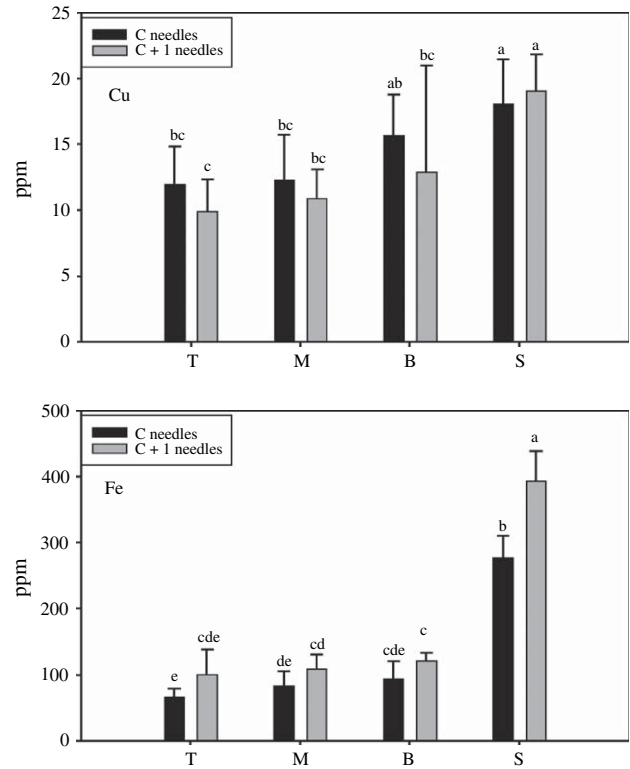 25
C needles
C + 1 needles
a a
bc
20
Cu
ab
bc
bc
15
bc
c
ppm
10
5
0
T M B S
500
C needles
C + 1 needles
a
400
Fe
b
300
ppm
200
cde
c
cd
cde
de
e
100
0
T M B S